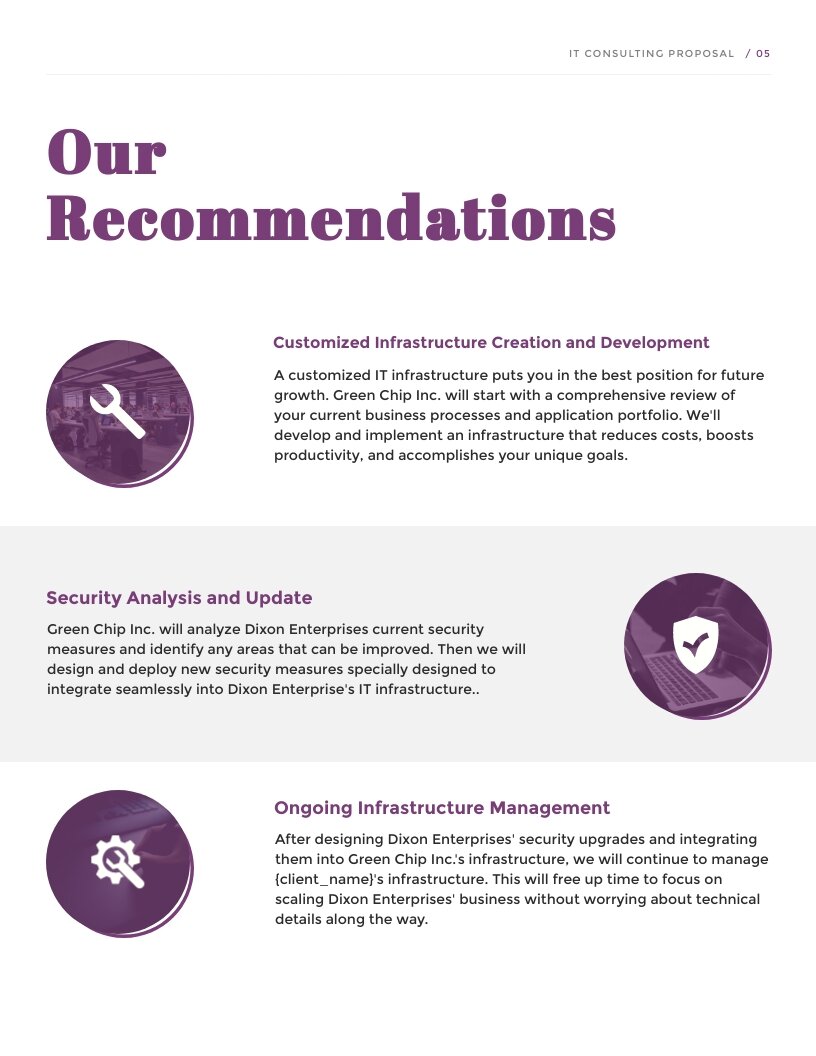 IT CONSULTING PROPOSAL / 05
Our
Recommendations
Customized Infrastructure Creation and Development
A customized IT infrastructure puts you in the best position for future
growth. Green Chip Inc. will start with a comprehensive review of
your current business processes and application portfolio. We'll
develop and implement an infrastructure that reduces costs, boosts
productivity, and accomplishes your unique goals.
Security Analysis and Update
Green Chip Inc. will analyze Dixon Enterprises current security
measures and identify any areas that can be improved. Then we will
design and deploy new security measures specially designed to
integrate seamlessly into Dixon Enterprise's IT infrastructure..
Ongoing Infrastructure Management
After designing Dixon Enterprises' security upgrades and integrating
them into Green Chip Inc.'s infrastructure, we will continue to manage
{client_name}'s infrastructure. This will free up time to focus on
scaling Dixon Enterprises' business without worrying about technical
details along the way.